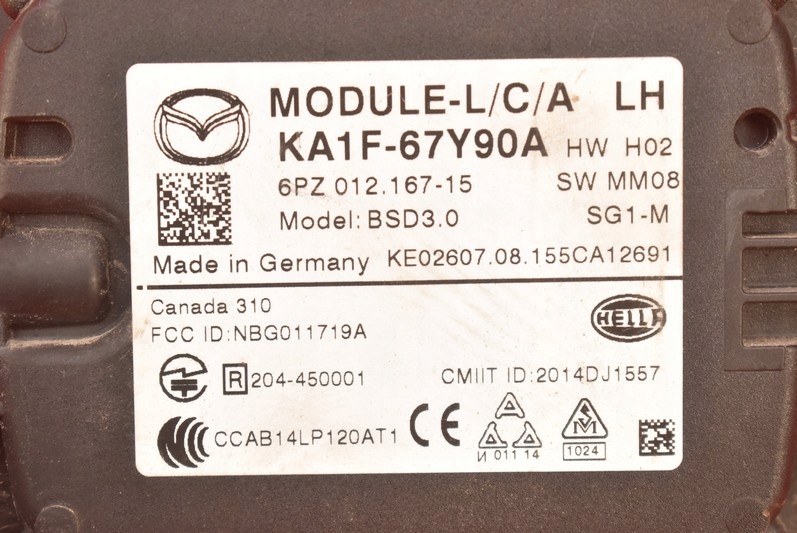 MODULE-L/C/A LH
KA1F-67Y90A HW H02
6PZ 012.167-15 SW MM08
Model: BSD3.0 SG1-M
Made in Germany KE02607.08.155CA12691
Canada 310
FCC ID:NBG011719A
HELLA
R 204-450001 CMIIT ID:2014DJ1557
CCAB14LP120AT1 CE
И 011 14 1024